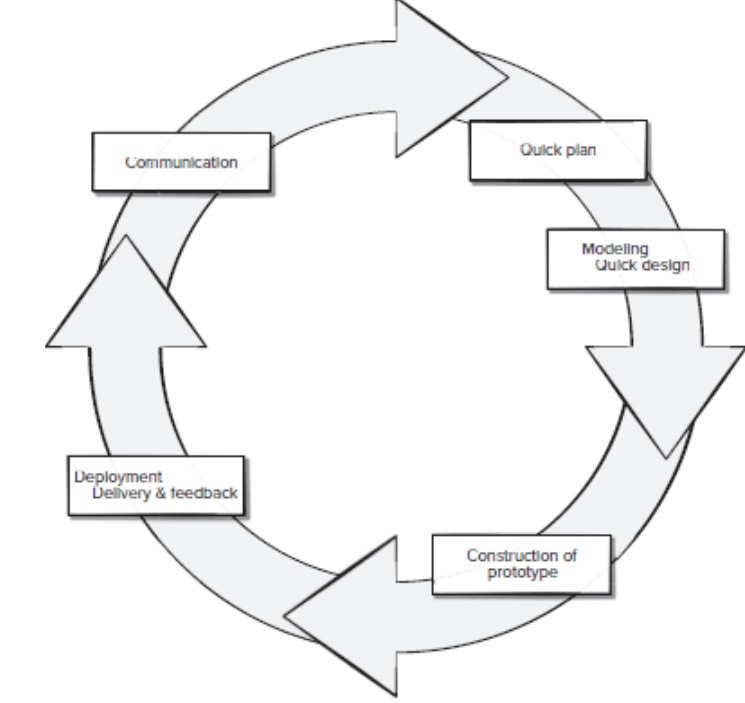 Communication
Quick plan
Modeling
Quick design
Construction of
prototype
Deployment
Delivery & feedback